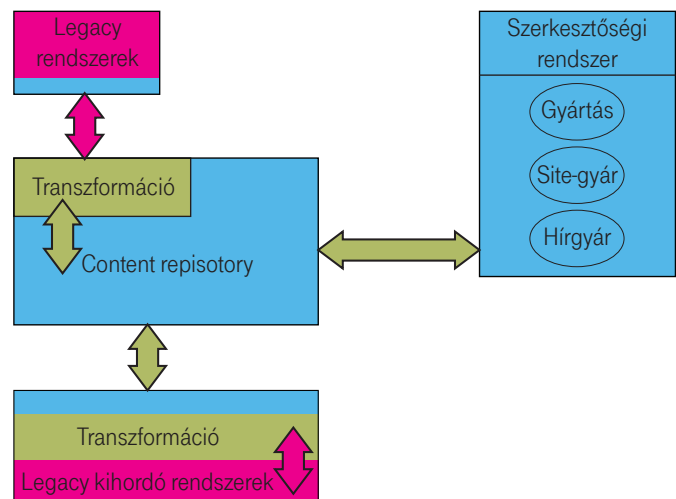 Legacy
rendszerek
Szerkesztőségi
rendszer
Gyártás
Site-gyár
Hírgyár
Transzformáció
Content repisotory
Transzformáció
Legacy kihordó rendszerek